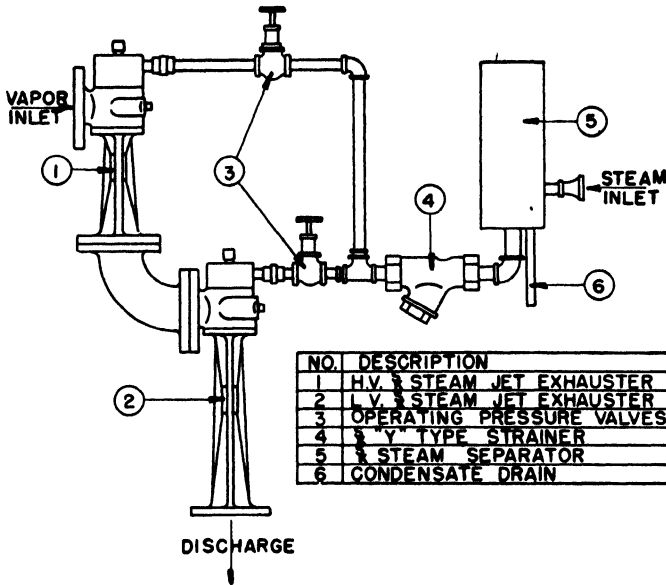 VAPOR
INLET
1
3
4
5
STEAM
INLET
6
2
DISCHARGE
NO. DESCRIPTION
1 H.V. STEAM JET EXHAUSTER
2 L.V. STEAM JET EXHAUSTER
3 OPERATING PRESSURE VALVES
4 "Y" TYPE STRAINER
5 STEAM SEPARATOR
6 CONDENSATE DRAIN